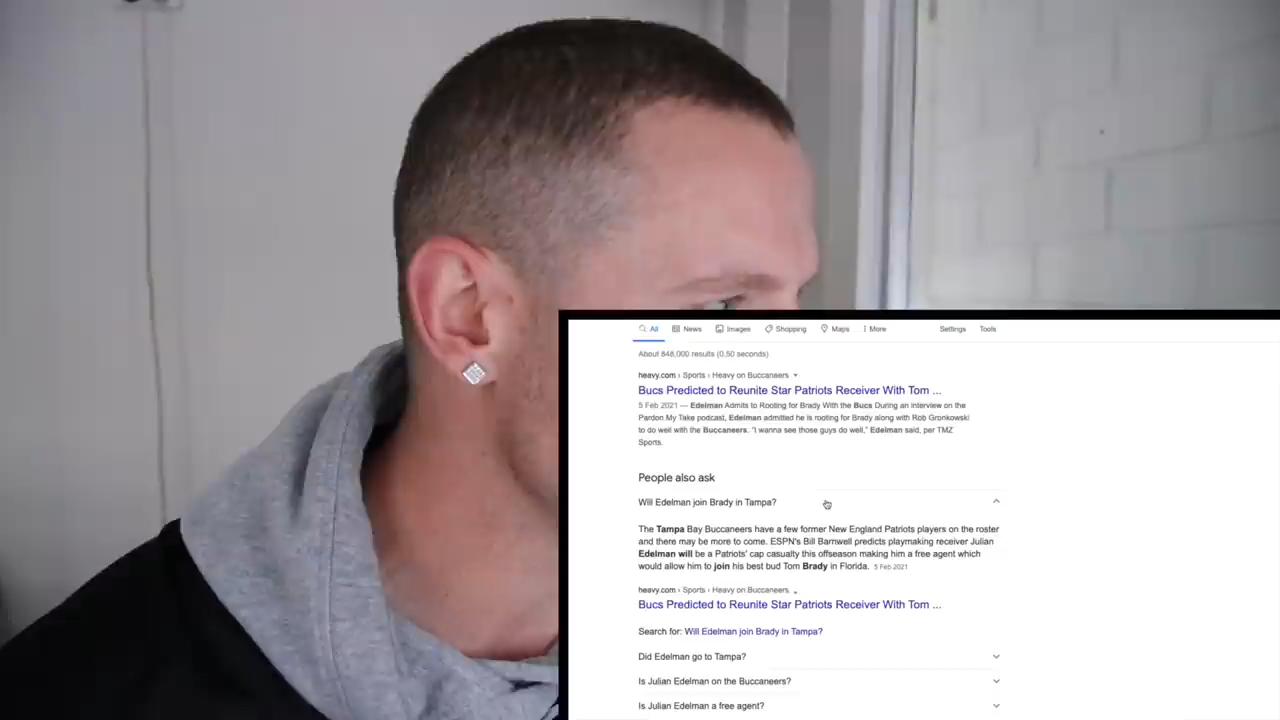 All News Images Shopping Maps More Settings Tools
About 848,000 results (0.50 seconds)
heavy.com › Sports › Heavy on Buccaneers
Bucs Predicted to Reunite Star Patriots Receiver With Tom ...
5 Feb 2021 — Edelman Admits to Rooting for Brady With the Bucs During an interview on the
Pardon My Take podcast, Edelman admitted he is rooting for Brady along with Rob Gronkowski
to do well with the Buccaneers. "I wanna see those guys do well," Edelman said, per TMZ
Sports.
People also ask
Will Edelman join Brady in Tampa?
The Tampa Bay Buccaneers have a few former New England Patriots players on the roster
and there may be more to come. ESPN's Bill Barnwell predicts playmaking receiver Julian
Edelman will be a Patriots' cap casualty this offseason making him a free agent which
would allow him to join his best bud Tom Brady in Florida. 5 Feb 2021
heavy.com › Sports › Heavy on Buccaneers
Bucs Predicted to Reunite Star Patriots Receiver With Tom ...
Search for: Will Edelman join Brady in Tampa?
Did Edelman go to Tampa?
Is Julian Edelman on the Buccaneers?
Is Julian Edelman a free agent?